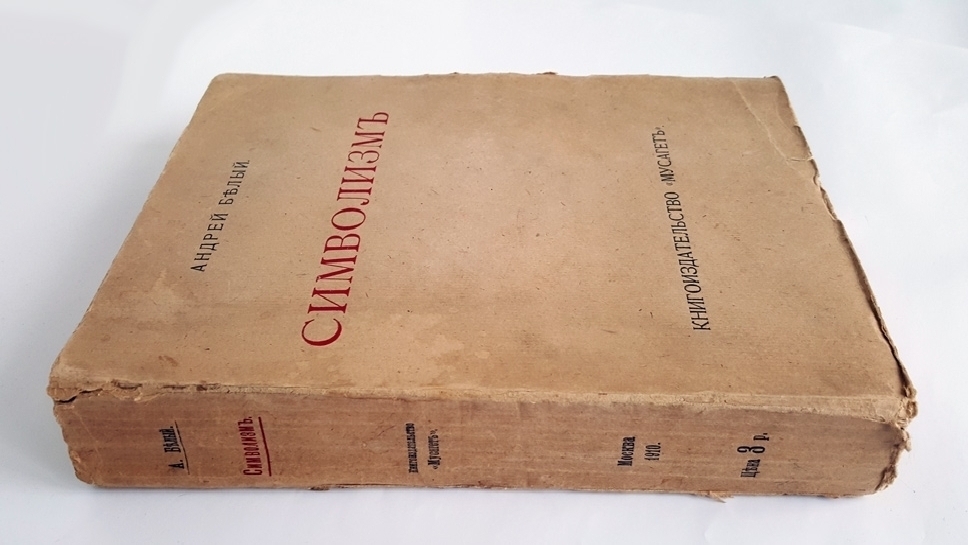 АНДРЕЙ БѢЛЫЙ.
СИМВОЛИЗМЪ
КНИГОИЗДАТЕЛЬСТВО «МУСАГЕТЪ».
А. Бѣлый.
Символизмъ.
Книгоиздательство
«Мусагетъ».
Москва
1910.
Цѣна 3 р.